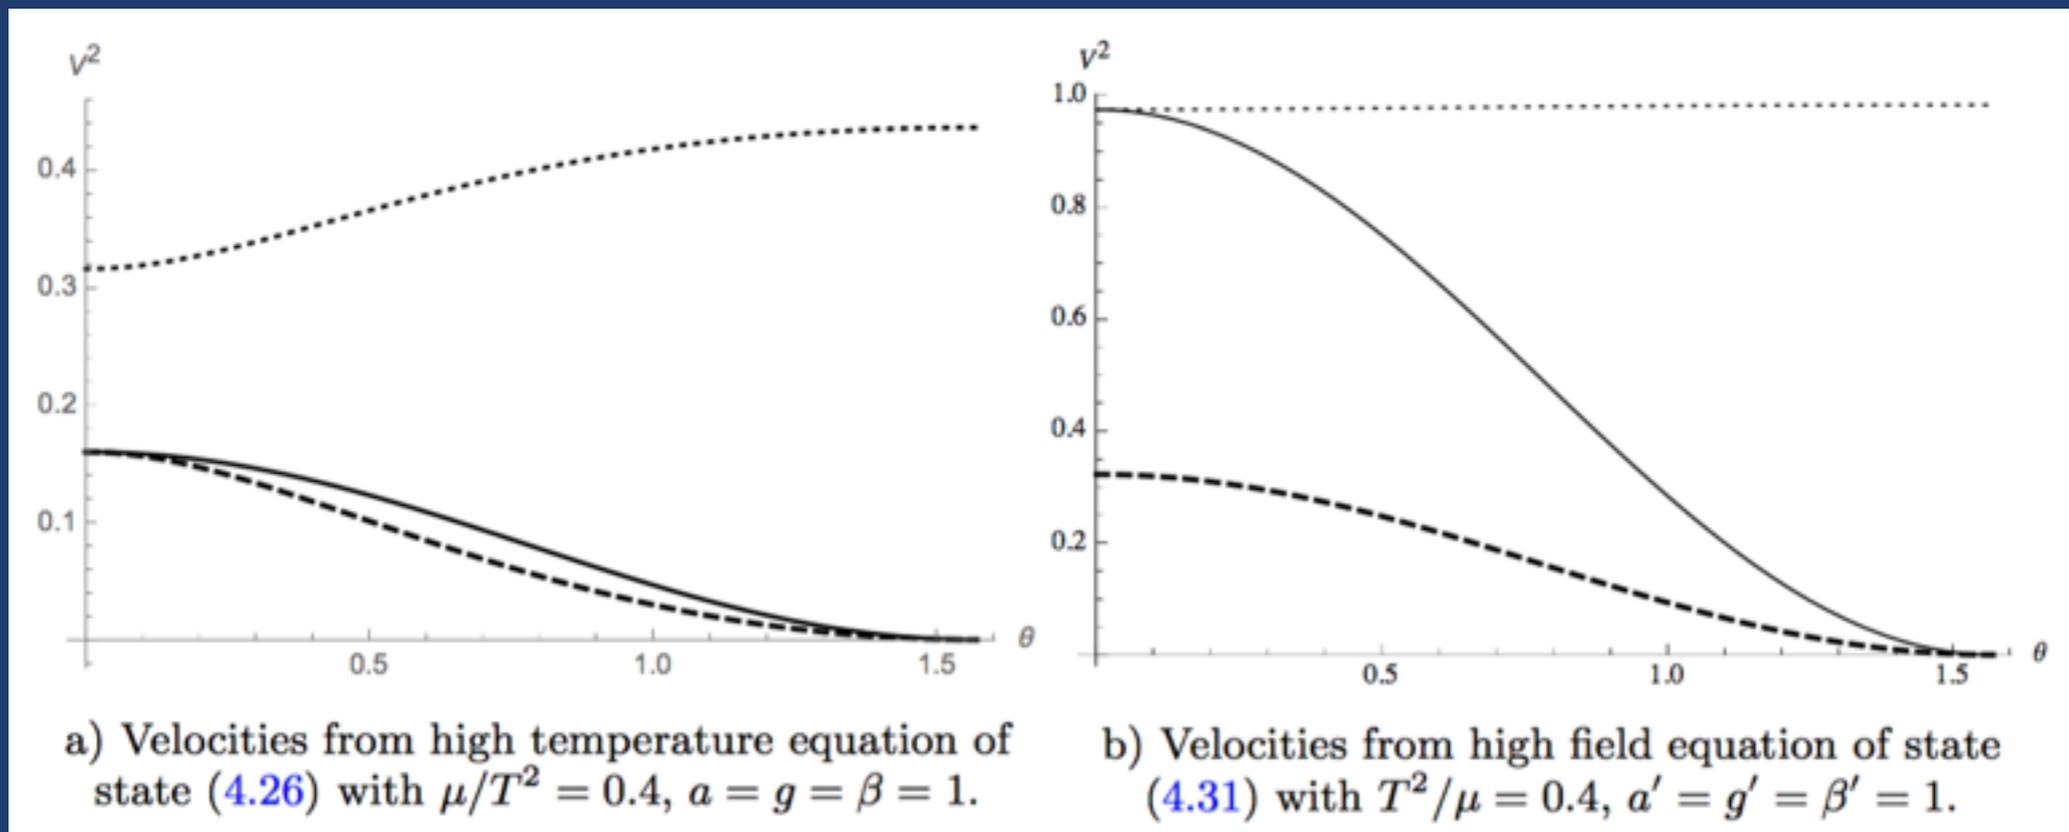 V²
0.4
0.3
0.2
0.1
0.5
1.0
1.5
θ
a) Velocities from high temperature equation of
state (4.26) with μ/T² = 0.4, a = g = β = 1.
V²
1.0
0.8
0.6
0.4
0.2
0.5
1.0
1.5
θ
b) Velocities from high field equation of state
(4.31) with T²/μ = 0.4, a′ = g′ = β′ = 1.